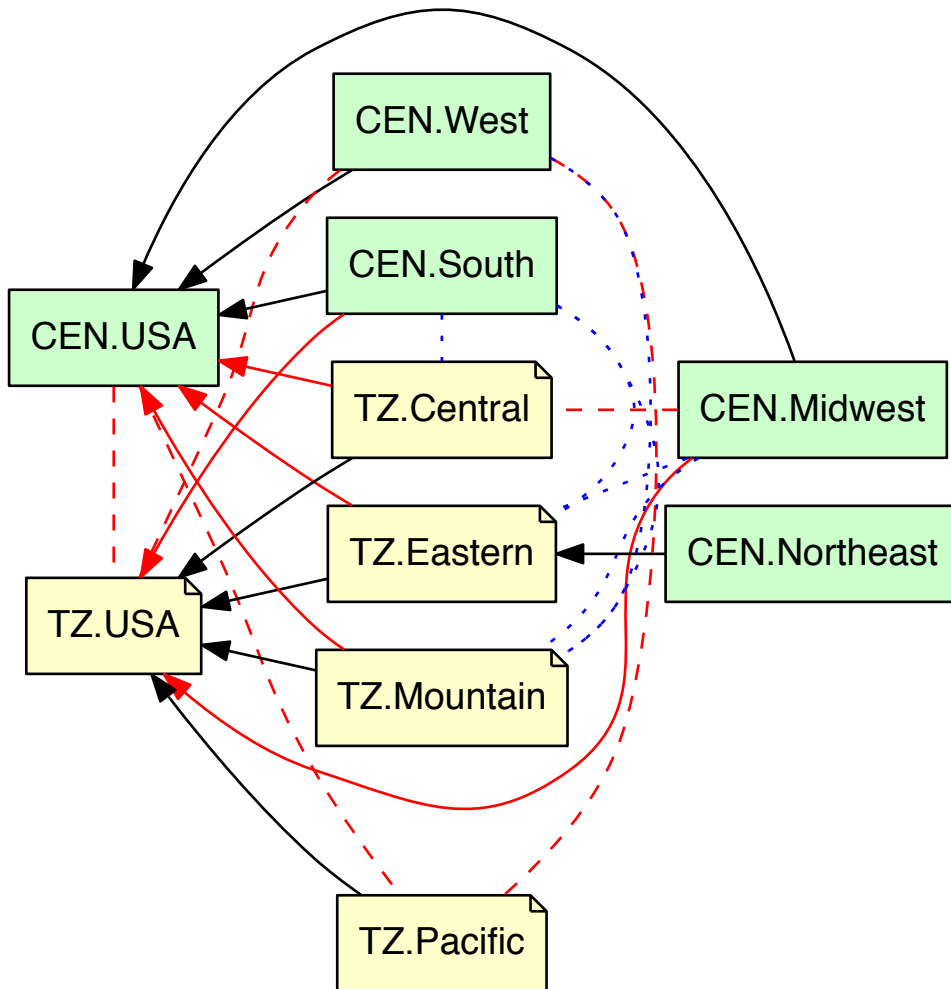 CEN.West
CEN.South
CEN.USA
TZ.Central
CEN.Midwest
TZ.Eastern
CEN.Northeast
TZ.USA
TZ.Mountain
TZ.Pacific